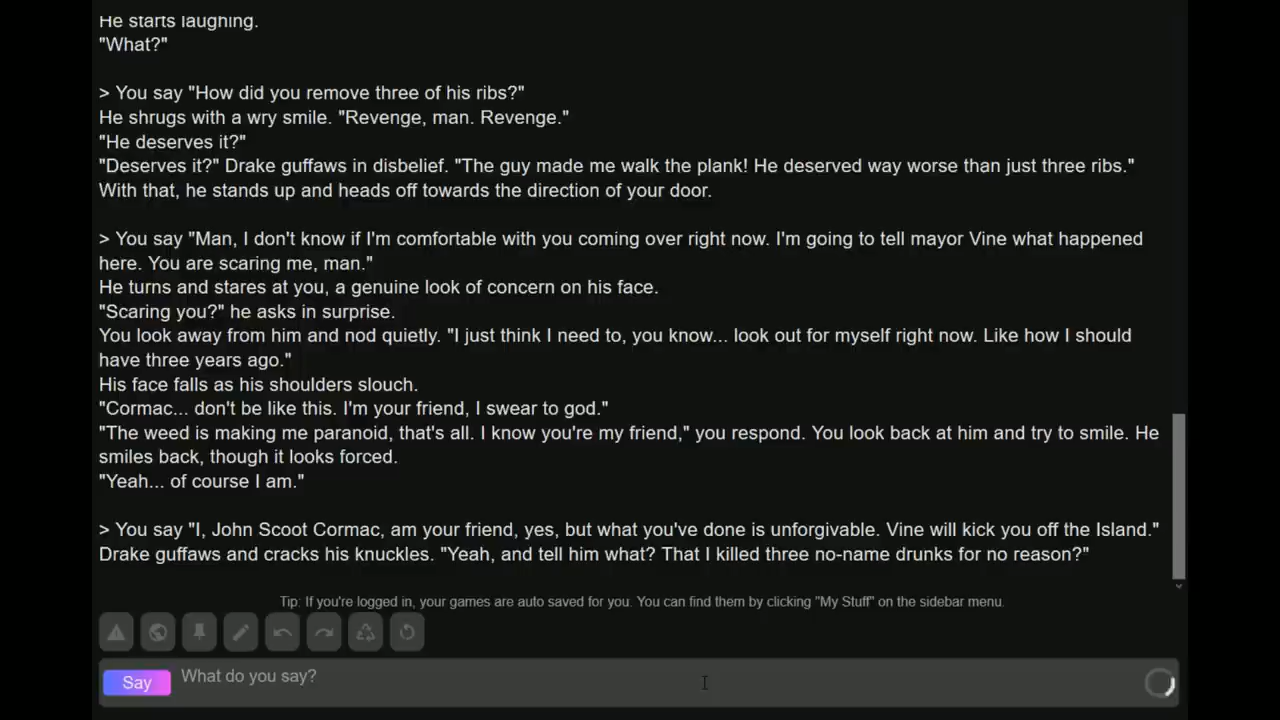 He starts laughing.
"What?"
> You say "How did you remove three of his ribs?"
He shrugs with a wry smile. "Revenge, man. Revenge."
"He deserves it?"
"Deserves it?" Drake guffaws in disbelief. "The guy made me walk the plank! He deserved way worse than just three ribs."
With that, he stands up and heads off towards the direction of your door.
> You say "Man, I don't know if I'm comfortable with you coming over right now. I'm going to tell mayor Vine what happened
here. You are scaring me, man."
He turns and stares at you, a genuine look of concern on his face.
"Scaring you?" he asks in surprise.
You look away from him and nod quietly. "I just think I need to, you know... look out for myself right now. Like how I should
have three years ago."
His face falls as his shoulders slouch.
"Cormac... don't be like this. I'm your friend, I swear to god."
"The weed is making me paranoid, that's all. I know you're my friend," you respond. You look back at him and try to smile. He
smiles back, though it looks forced.
"Yeah... of course I am."
> You say "I, John Scoot Cormac, am your friend, yes, but what you've done is unforgivable. Vine will kick you off the Island."
Drake guffaws and cracks his knuckles. "Yeah, and tell him what? That I killed three no-name drunks for no reason?"
Tip: If you're logged in, your games are auto saved for you. You can find them by clicking "My Stuff" on the sidebar menu.
Say
What do you say?